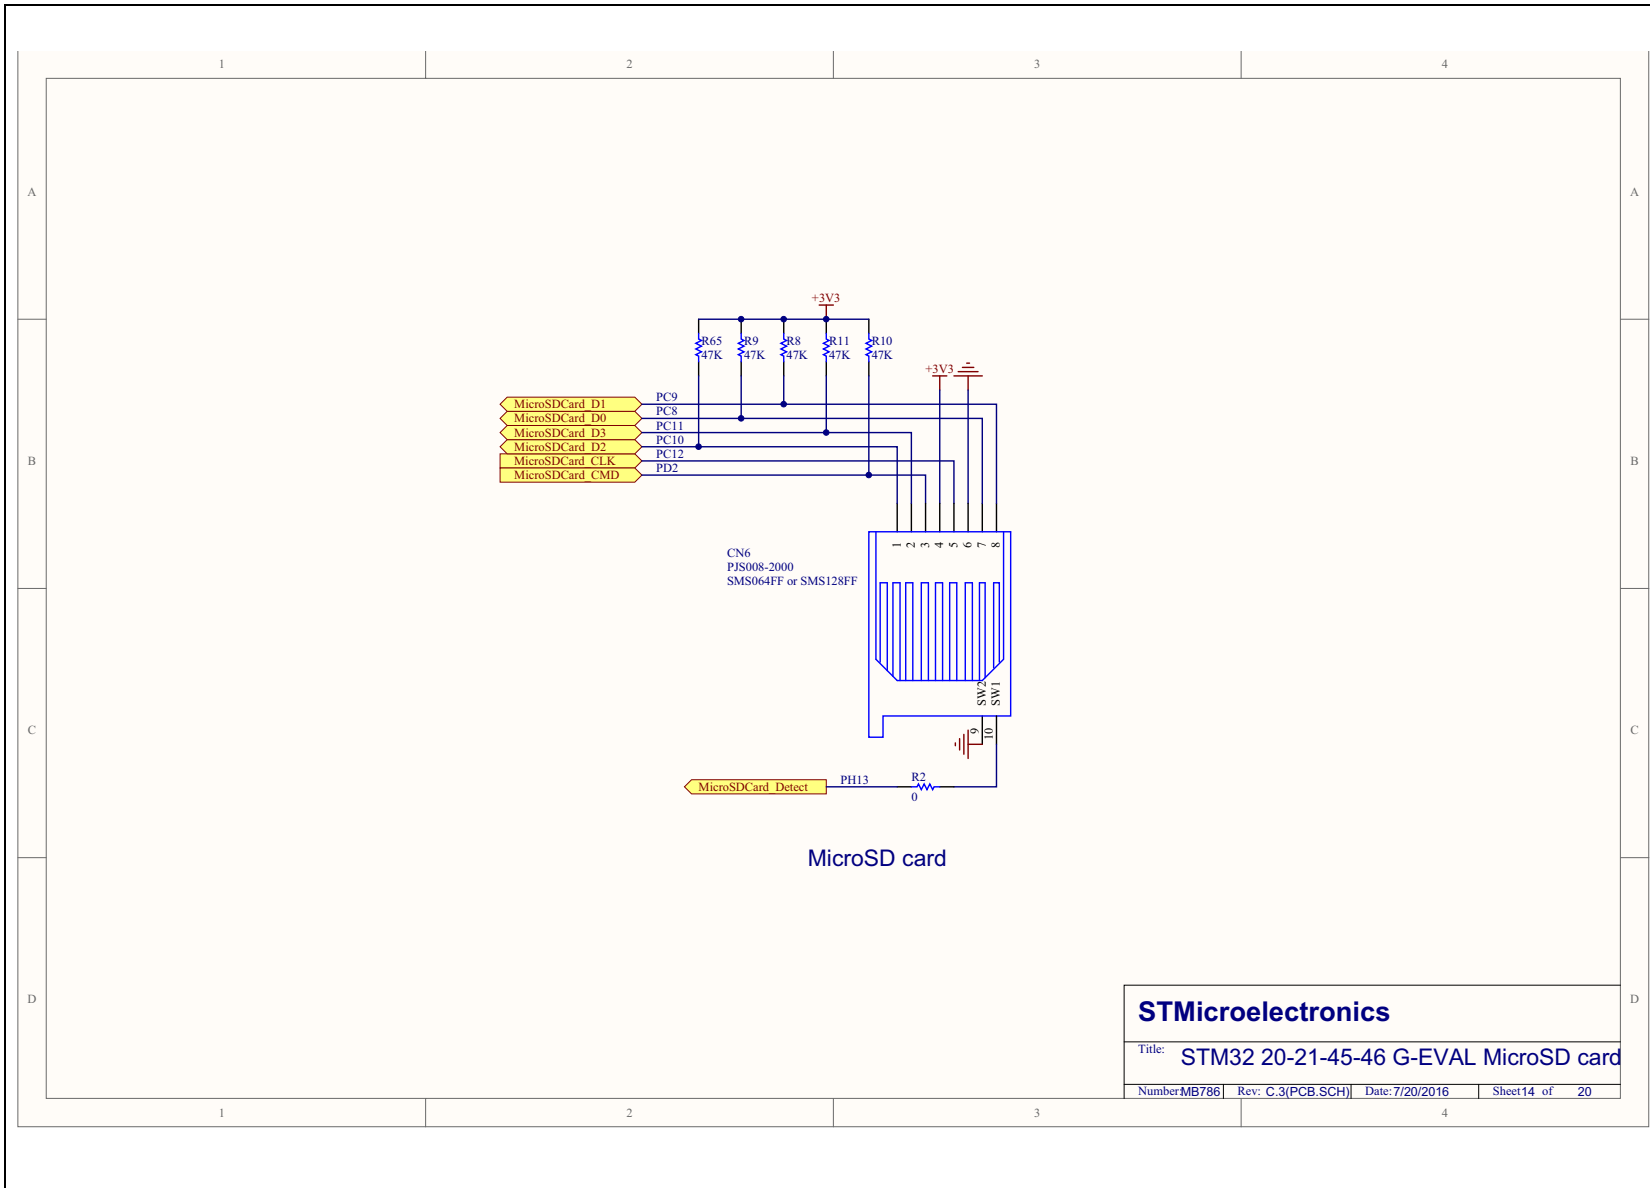 1 2 3 4
A A
+3V3
R65 R9 R8 R11 R10
47K 47K 47K 47K 47K
+3V3
MicroSDCard_D1 PC9
MicroSDCard_D0 PC8
MicroSDCard_D3 PC11
MicroSDCard_D2 PC10
MicroSDCard_CLK PC12
MicroSDCard_CMD PD2
B B
1 2 3 4 5 6 7 8
CN6
PJS008-2000
SMS064FF or SMS128FF
SW2 SW1
C C
9 10
MicroSDCard_Detect PH13 R2
0
MicroSD card
D D
STMicroelectronics
Title: STM32 20-21-45-46 G-EVAL MicroSD card
Number:MB786 Rev: C.3(PCB.SCH) Date:7/20/2016 Sheet14 of 20
1 2 3 4